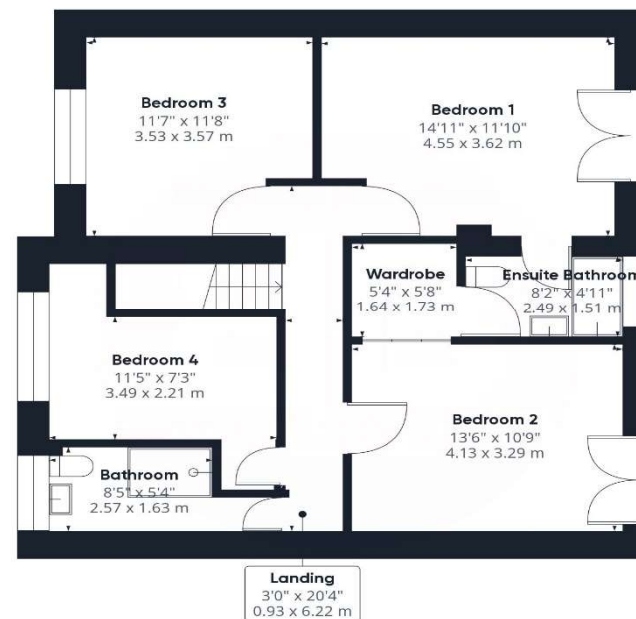 Bedroom 3
11'7" x 11'8"
3.53 x 3.57 m
Bedroom 1
14'11" x 11'10"
4.55 x 3.62 m
Wardrobe
5'4" x 5'8"
1.64 x 1.73 m
Ensuite Bathroom
8'2" x 4'11"
2.49 x 1.51 m
Bedroom 4
11'5" x 7'3"
3.49 x 2.21 m
Bedroom 2
13'6" x 10'9"
4.13 x 3.29 m
Bathroom
8'5" x 5'4"
2.57 x 1.63 m
Landing
3'0" x 20'4"
0.93 x 6.22 m